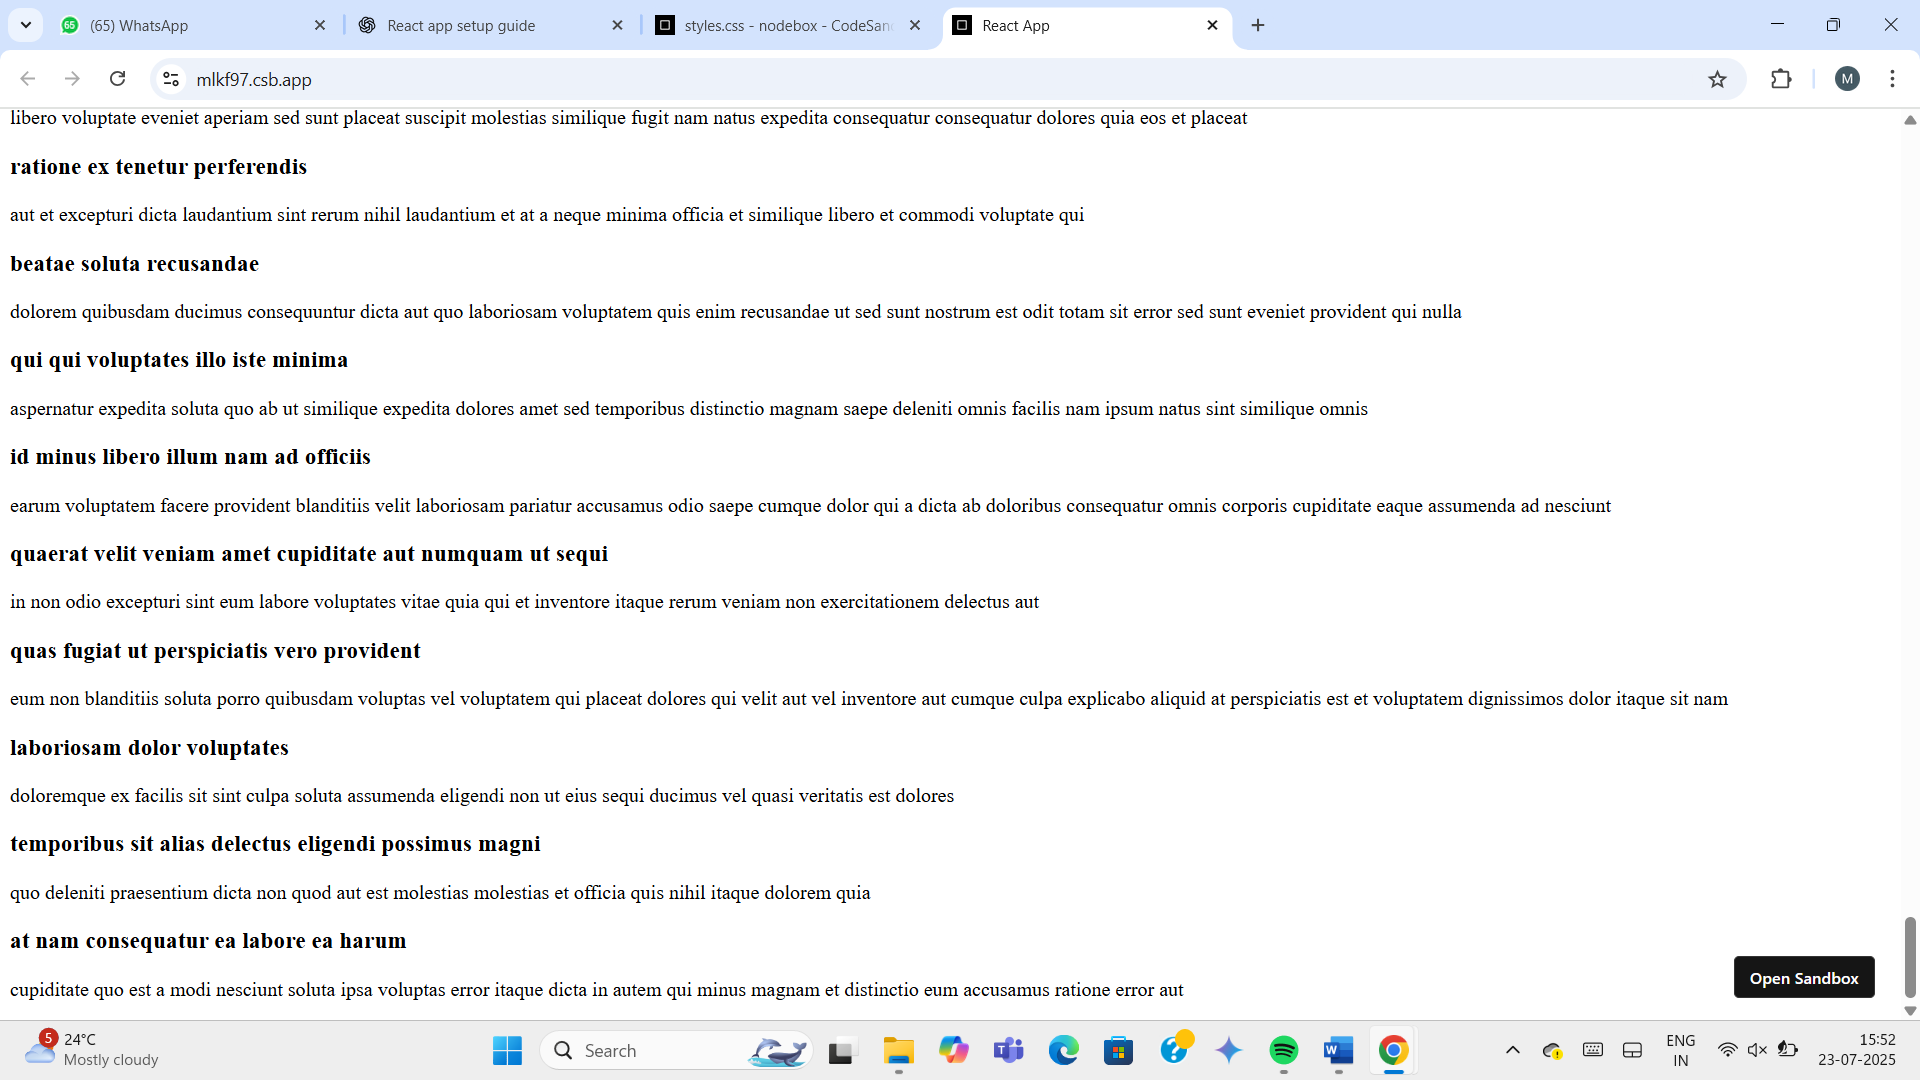 65
(65) WhatsApp
React app setup guide
styles.css - nodebox - CodeSan
React App
mlkf97.csb.app
M
libero voluptate eveniet aperiam sed sunt placeat suscipit molestias similique fugit nam natus expedita consequatur consequatur dolores quia eos et placeat
ratione ex tenetur perferendis
aut et excepturi dicta laudantium sint rerum nihil laudantium et at a neque minima officia et similique libero et commodi voluptate qui
beatae soluta recusandae
dolorem quibusdam ducimus consequuntur dicta aut quo laboriosam voluptatem quis enim recusandae ut sed sunt nostrum est odit totam sit error sed sunt eveniet provident qui nulla
qui qui voluptates illo iste minima
aspernatur expedita soluta quo ab ut similique expedita dolores amet sed temporibus distinctio magnam saepe deleniti omnis facilis nam ipsum natus sint similique omnis
id minus libero illum nam ad officiis
earum voluptatem facere provident blanditiis velit laboriosam pariatur accusamus odio saepe cumque dolor qui a dicta ab doloribus consequatur omnis corporis cupiditate eaque assumenda ad nesciunt
quaerat velit veniam amet cupiditate aut numquam ut sequi
in non odio excepturi sint eum labore voluptates vitae quia qui et inventore itaque rerum veniam non exercitationem delectus aut
quas fugiat ut perspiciatis vero provident
eum non blanditiis soluta porro quibusdam voluptas vel voluptatem qui placeat dolores qui velit aut vel inventore aut cumque culpa explicabo aliquid at perspiciatis est et voluptatem dignissimos dolor itaque sit nam
laboriosam dolor voluptates
doloremque ex facilis sit sint culpa soluta assumenda eligendi non ut eius sequi ducimus vel quasi veritatis est dolores
temporibus sit alias delectus eligendi possimus magni
quo deleniti praesentium dicta non quod aut est molestias molestias et officia quis nihil itaque dolorem quia
at nam consequatur ea labore ea harum
cupiditate quo est a modi nesciunt soluta ipsa voluptas error itaque dicta in autem qui minus magnam et distinctio eum accusamus ratione error aut
Open Sandbox
5
24°C
Mostly cloudy
Search
ENG
IN
15:52
23-07-2025